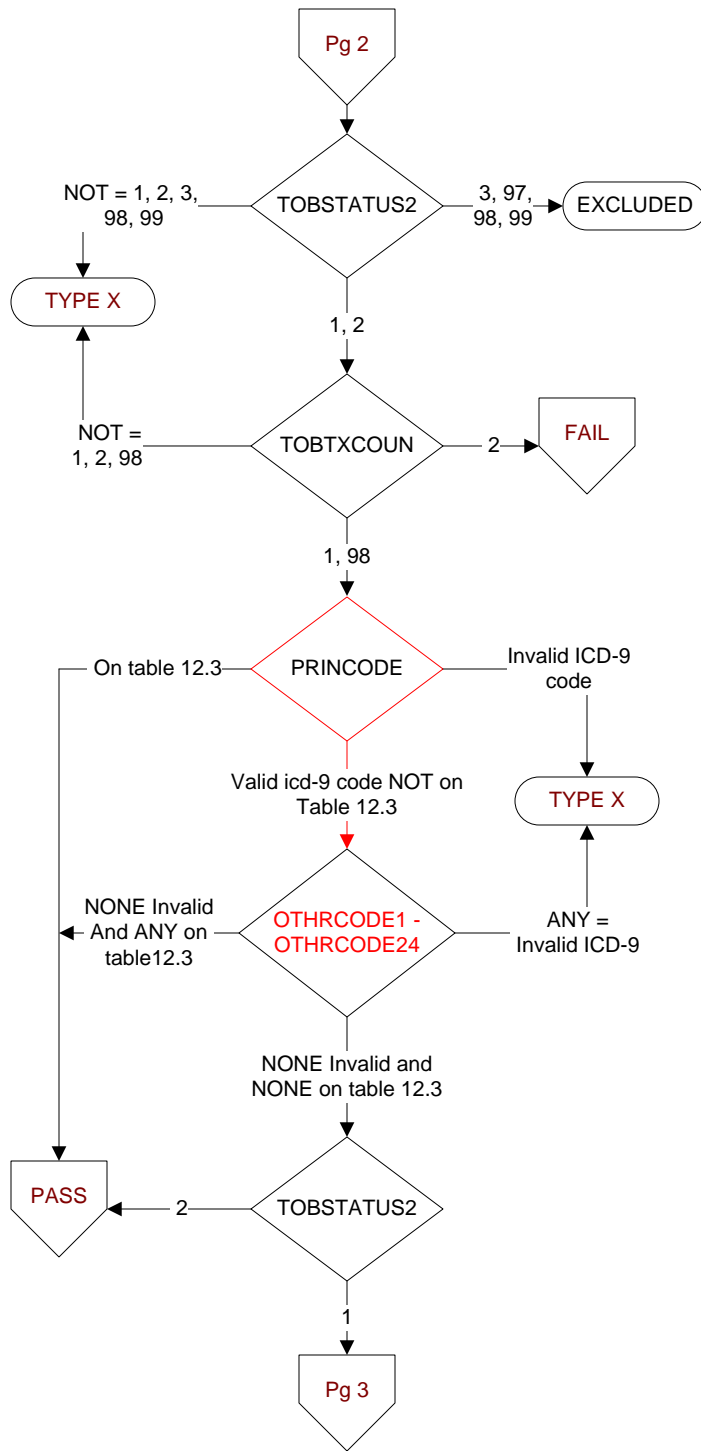 Pg 2
NOT = 1, 2, 3,
98, 99
TOBSTATUS2
3, 97,
98, 99
EXCLUDED
TYPE X
1, 2
NOT =
1, 2, 98
TOBTXCOUN
2
FAIL
1, 98
On table 12.3
PRINCODE
Invalid ICD-9
code
Valid icd-9 code NOT on
Table 12.3
TYPE X
NONE Invalid
And ANY on
table12.3
OTHRCODE1 -
OTHRCODE24
ANY =
Invalid ICD-9
NONE Invalid and
NONE on table 12.3
PASS
2
TOBSTATUS2
1
Pg 3